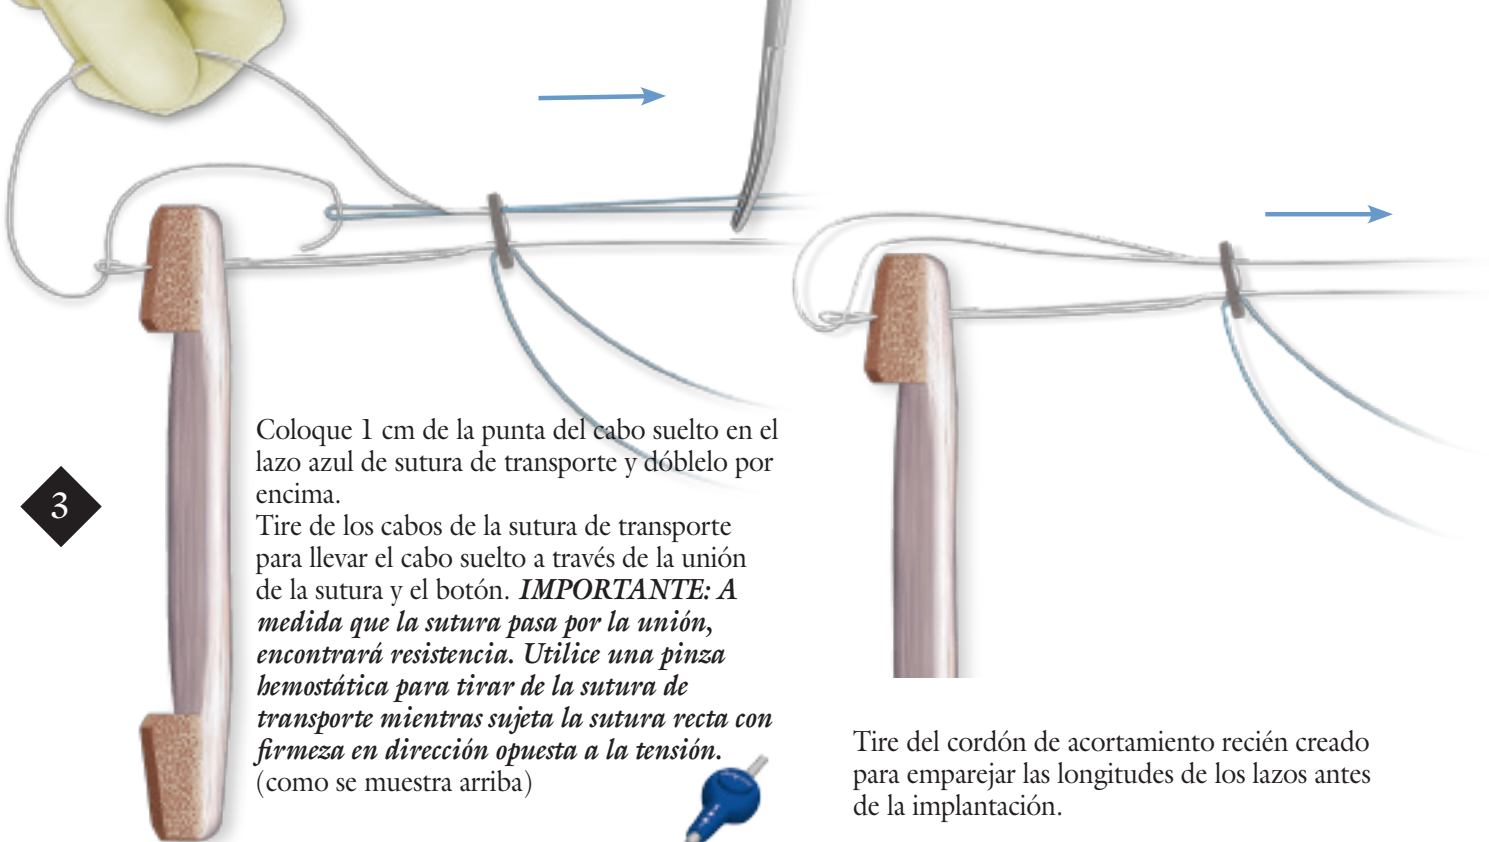 3
Coloque 1 cm de la punta del cabo suelto en el
lazo azul de sutura de transporte y dóblelo por
encima.
Tire de los cabos de la sutura de transporte
para llevar el cabo suelto a través de la unión
de la sutura y el botón. IMPORTANTE: A
medida que la sutura pasa por la unión,
encontrará resistencia. Utilice una pinza
hemostática para tirar de la sutura de
transporte mientras sujeta la sutura recta con
firmeza en dirección opuesta a la tensión.
(como se muestra arriba)
Tire del cordón de acortamiento recién creado
para emparejar las longitudes de los lazos antes
de la implantación.